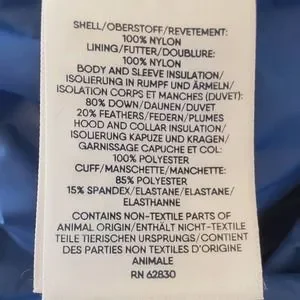 SHELL/OBERSTOFF/REVETEMENT:
100% NYLON
LINING/FUTTER/DOUBLURE:
100% NYLON
BODY AND SLEEVE INSULATION/
ISOLIERUNG IN RUMPF UND ÄRMELN/
ISOLATION CORPS ET MANCHES (DUVET):
80% DOWN/DAUNEN/DUVET
20% FEATHERS/FEDERN/PLUMES
HOOD AND COLLAR INSULATION/
ISOLIERUNG KAPUZE UND KRAGEN/
GARNISSAGE CAPUCHE ET COL:
100% POLYESTER
CUFF/MANSCHETTE/MANCHETTE:
85% POLYESTER
15% SPANDEX/ELASTAN/ELASTANE/
ELASTHANNE
CONTAINS NON-TEXTILE PARTS OF
ANIMAL ORIGIN/ENTHÄLT NICHT-TEXTILE
TEILE TIERISCHEN URSPRUNGS/CONTIENT
DES PARTIES NON TEXTILES D'ORIGINE
ANIMALE
RN 62830